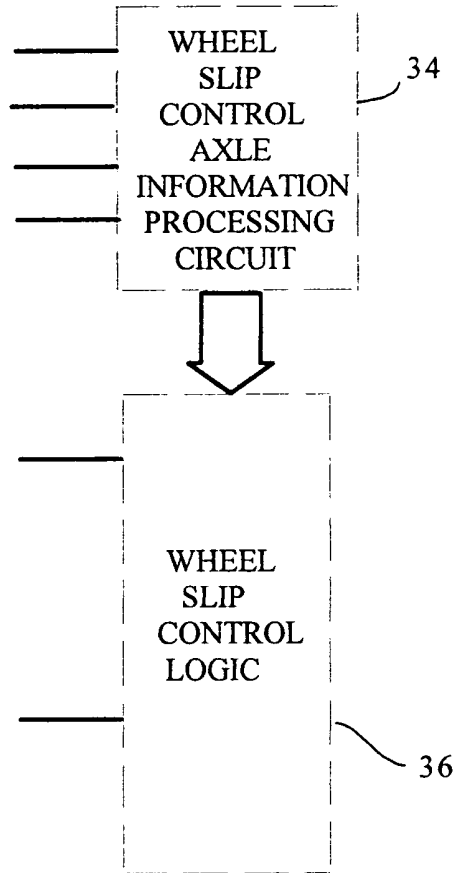 WHEEL
SLIP
CONTROL
AXLE
INFORMATION
PROCESSING
CIRCUIT
34
WHEEL
SLIP
CONTROL
LOGIC
36